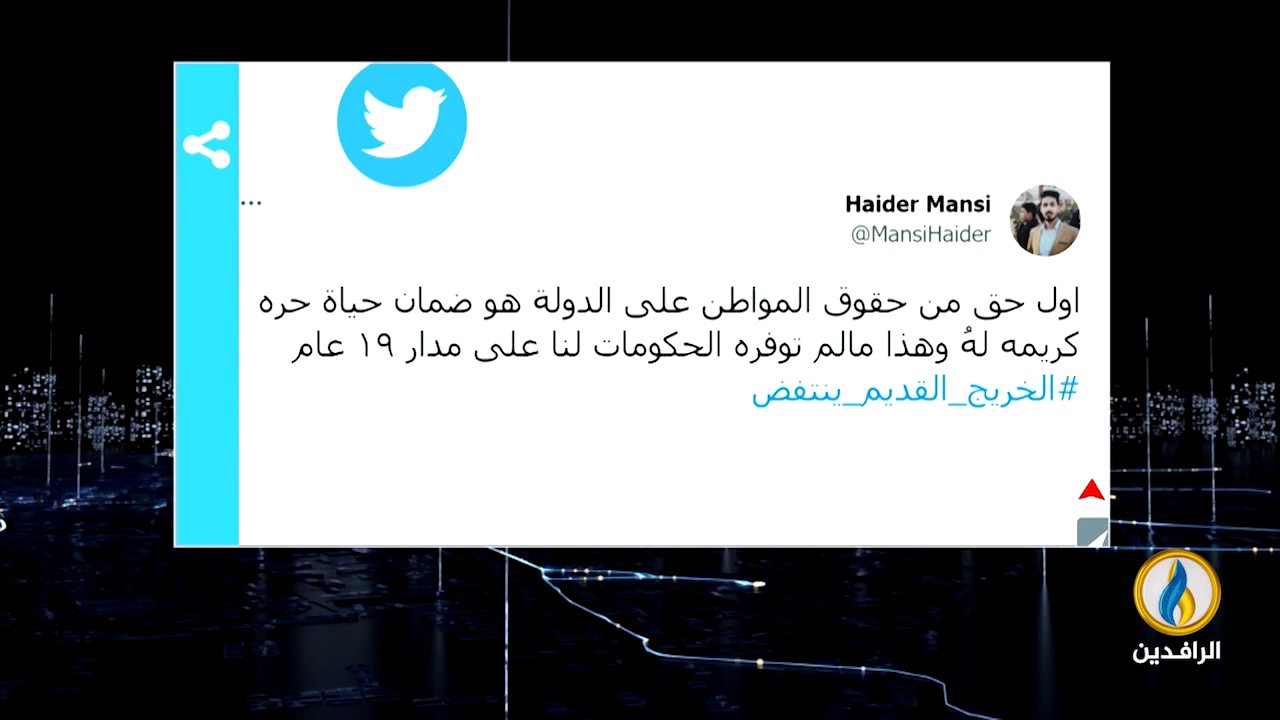 Haider Mansi
@MansiHaider
اول حق من حقوق المواطن على الدولة هو ضمان حياة حره
كريمه لهُ وهذا مالم توفره الحكومات لنا على مدار ١٩ عام
#الخريج_القديم_ينتفض
الرافدين